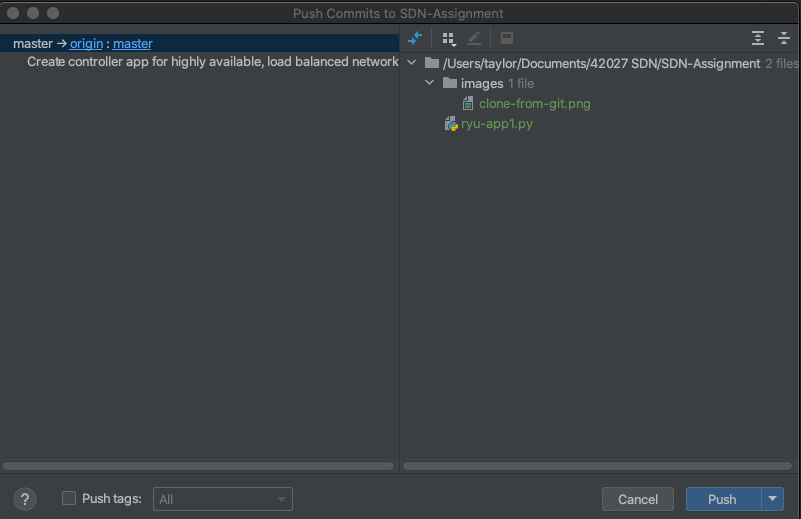 Push Commits to SDN-Assignment
master → origin : master
Create controller app for highly available, load balanced network
/Users/taylor/Documents/42027 SDN/SDN-Assignment 2 files
images 1 file
clone-from-git.png
ryu-app1.py
? Push tags: All Cancel Push